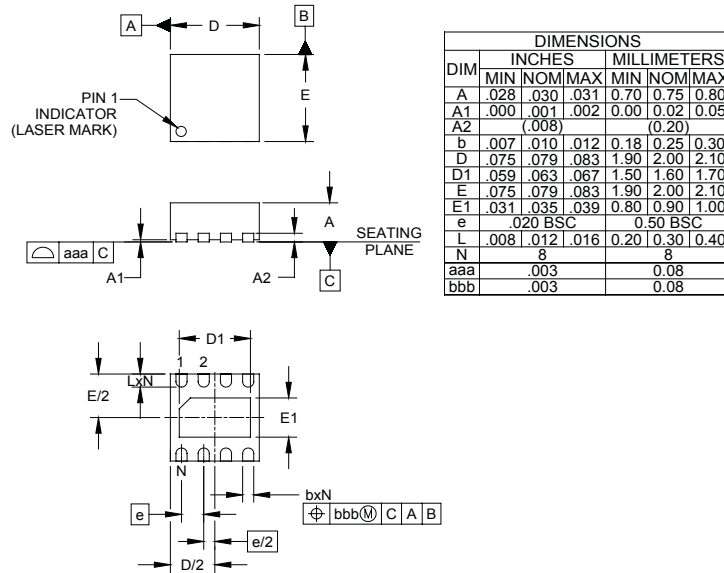 A
D
B
E
PIN 1
INDICATOR
(LASER MARK)
A
SEATING
PLANE
aaa C
A1
A2
C
DIMENSIONS
DIM INCHES MILLIMETERS
MIN NOM MAX MIN NOM MAX
A .028 .030 .031 0.70 0.75 0.80
A1 .000 .001 .002 0.00 0.02 0.05
A2 (.008) (0.20)
b .007 .010 .012 0.18 0.25 0.30
D .075 .079 .083 1.90 2.00 2.10
D1 .059 .063 .067 1.50 1.60 1.70
E .075 .079 .083 1.90 2.00 2.10
E1 .031 .035 .039 0.80 0.90 1.00
e .020 BSC 0.50 BSC
L .008 .012 .016 0.20 0.30 0.40
N 8 8
aaa .003 0.08
bbb .003 0.08
D1
1 2
LxN
E/2
E1
N
bxN
e
bbb Ⓜ C A B
e/2
D/2